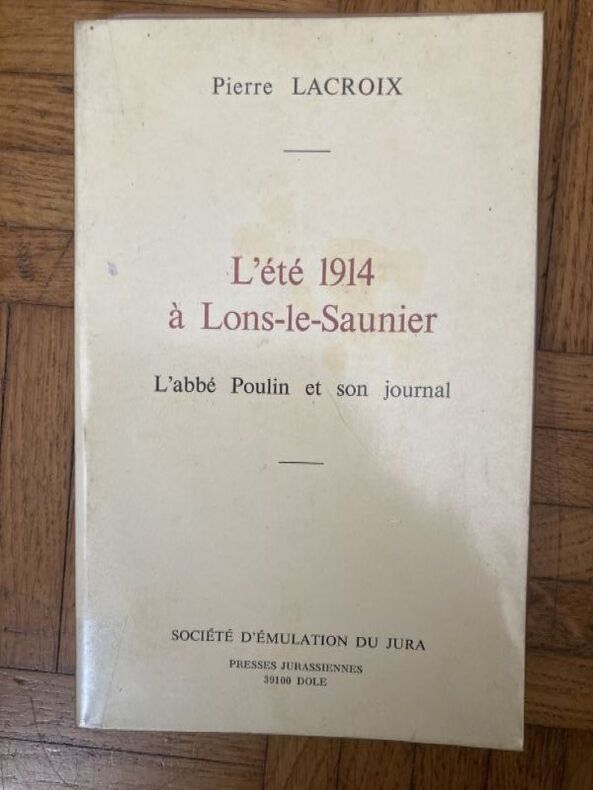 Pierre LACROIX
L'été 1914
à Lons-le-Saunier
L'abbé Poulin et son journal
SOCIÉTÉ D'ÉMULATION DU JURA
PRESSES JURASSIENNES
39100 DOLE